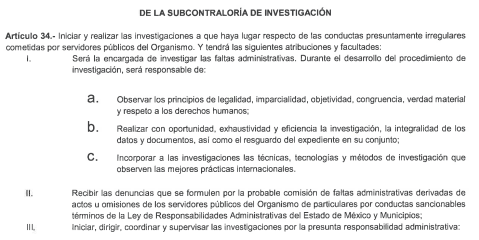 DE LA SUBCONTRALORÍA DE INVESTIGACIÓN
Artículo 34.- Iniciar y realizar las investigaciones a que haya lugar respecto de las conductas presuntamente irregulares
cometidas por servidores públicos del Organismo. Y tendrá las siguientes atribuciones y facultades:
I. Será la encargada de investigar las faltas administrativas. Durante el desarrollo del procedimiento de
investigación, será responsable de:
a. Observar los principios de legalidad, imparcialidad, objetividad, congruencia, verdad material
y respeto a los derechos humanos;
b. Realizar con oportunidad, exhaustividad y eficiencia la investigación, la integralidad de los
datos y documentos, así como el resguardo del expediente en su conjunto;
c. Incorporar a las investigaciones las técnicas, tecnologías y métodos de investigación que
observen las mejores prácticas internacionales.
II. Recibir las denuncias que se formulen por la probable comisión de faltas administrativas derivadas de
actos u omisiones de los servidores públicos del Organismo de particulares por conductas sancionables
términos de la Ley de Responsabilidades Administrativas del Estado de México y Municipios;
III. Iniciar, dirigir, coordinar y supervisar las investigaciones por la presunta responsabilidad administrativa: